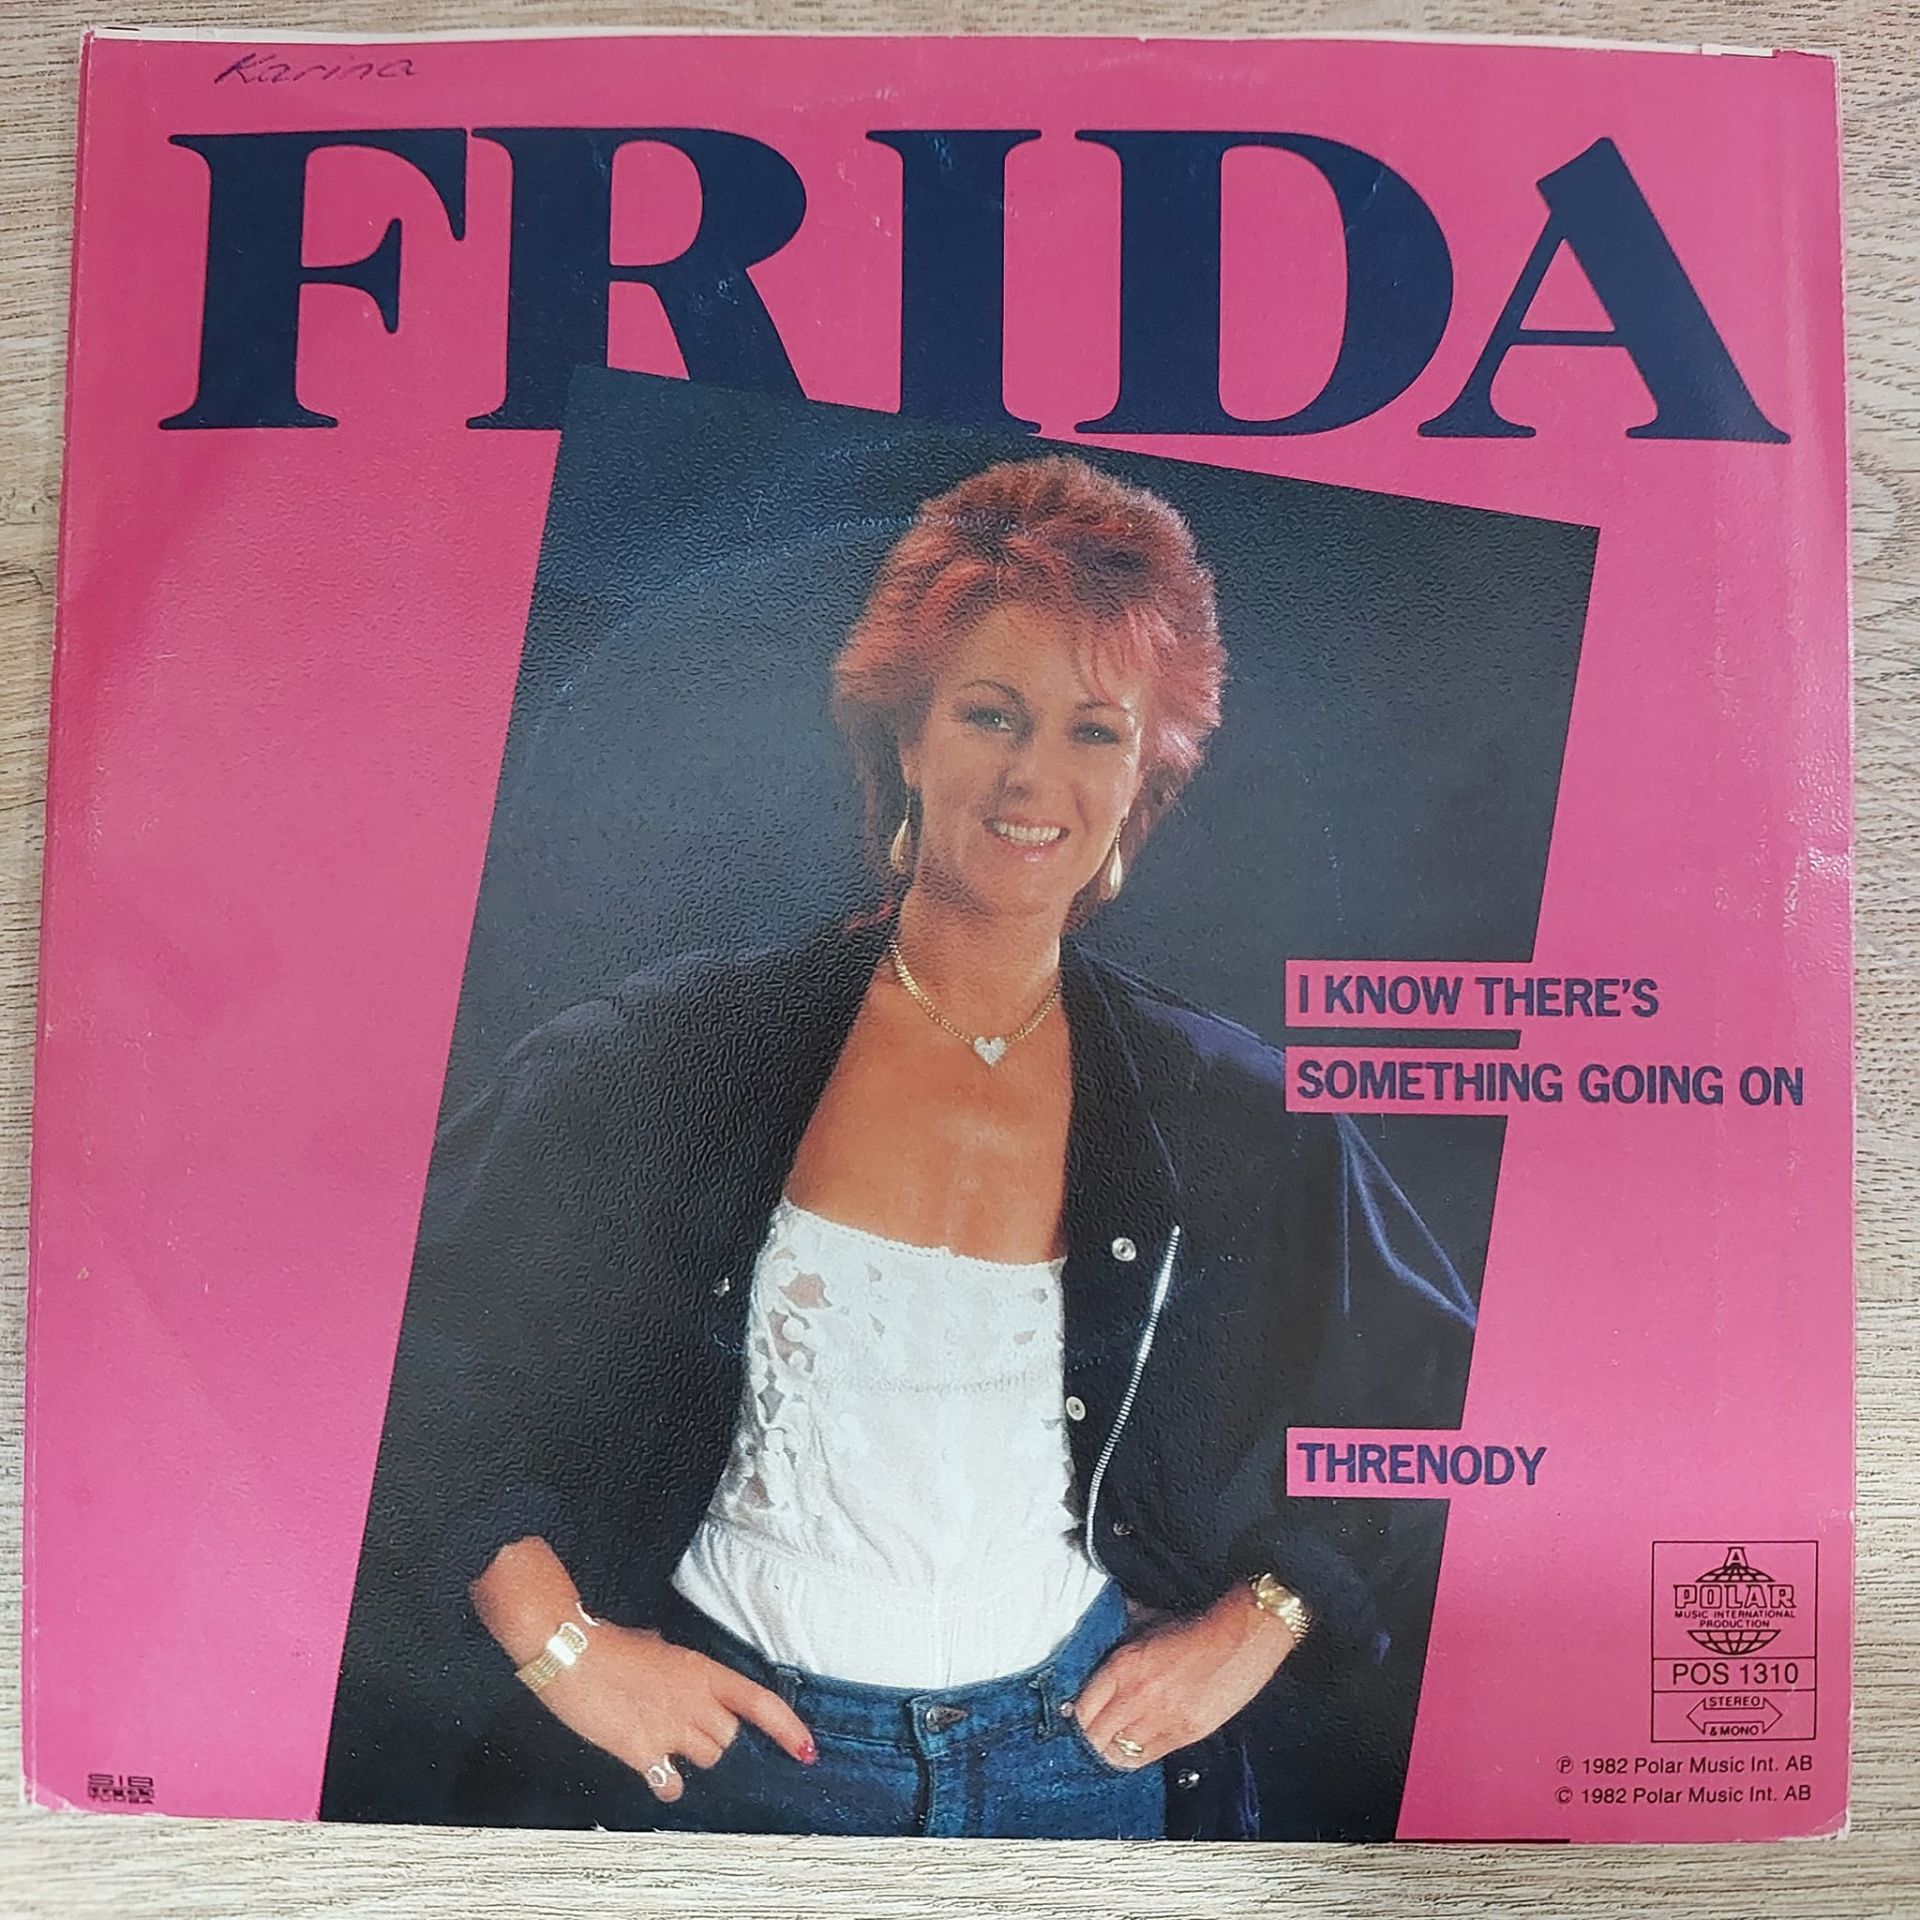 Karina
FRIDA
I KNOW THERE'S
SOMETHING GOING ON
THRENODY
A
POLAR
MUSIC INTERNATIONAL
PRODUCTION
POS 1310
STEREO
& MONO
℗ 1982 Polar Music Int. AB
© 1982 Polar Music Int. AB
SIB